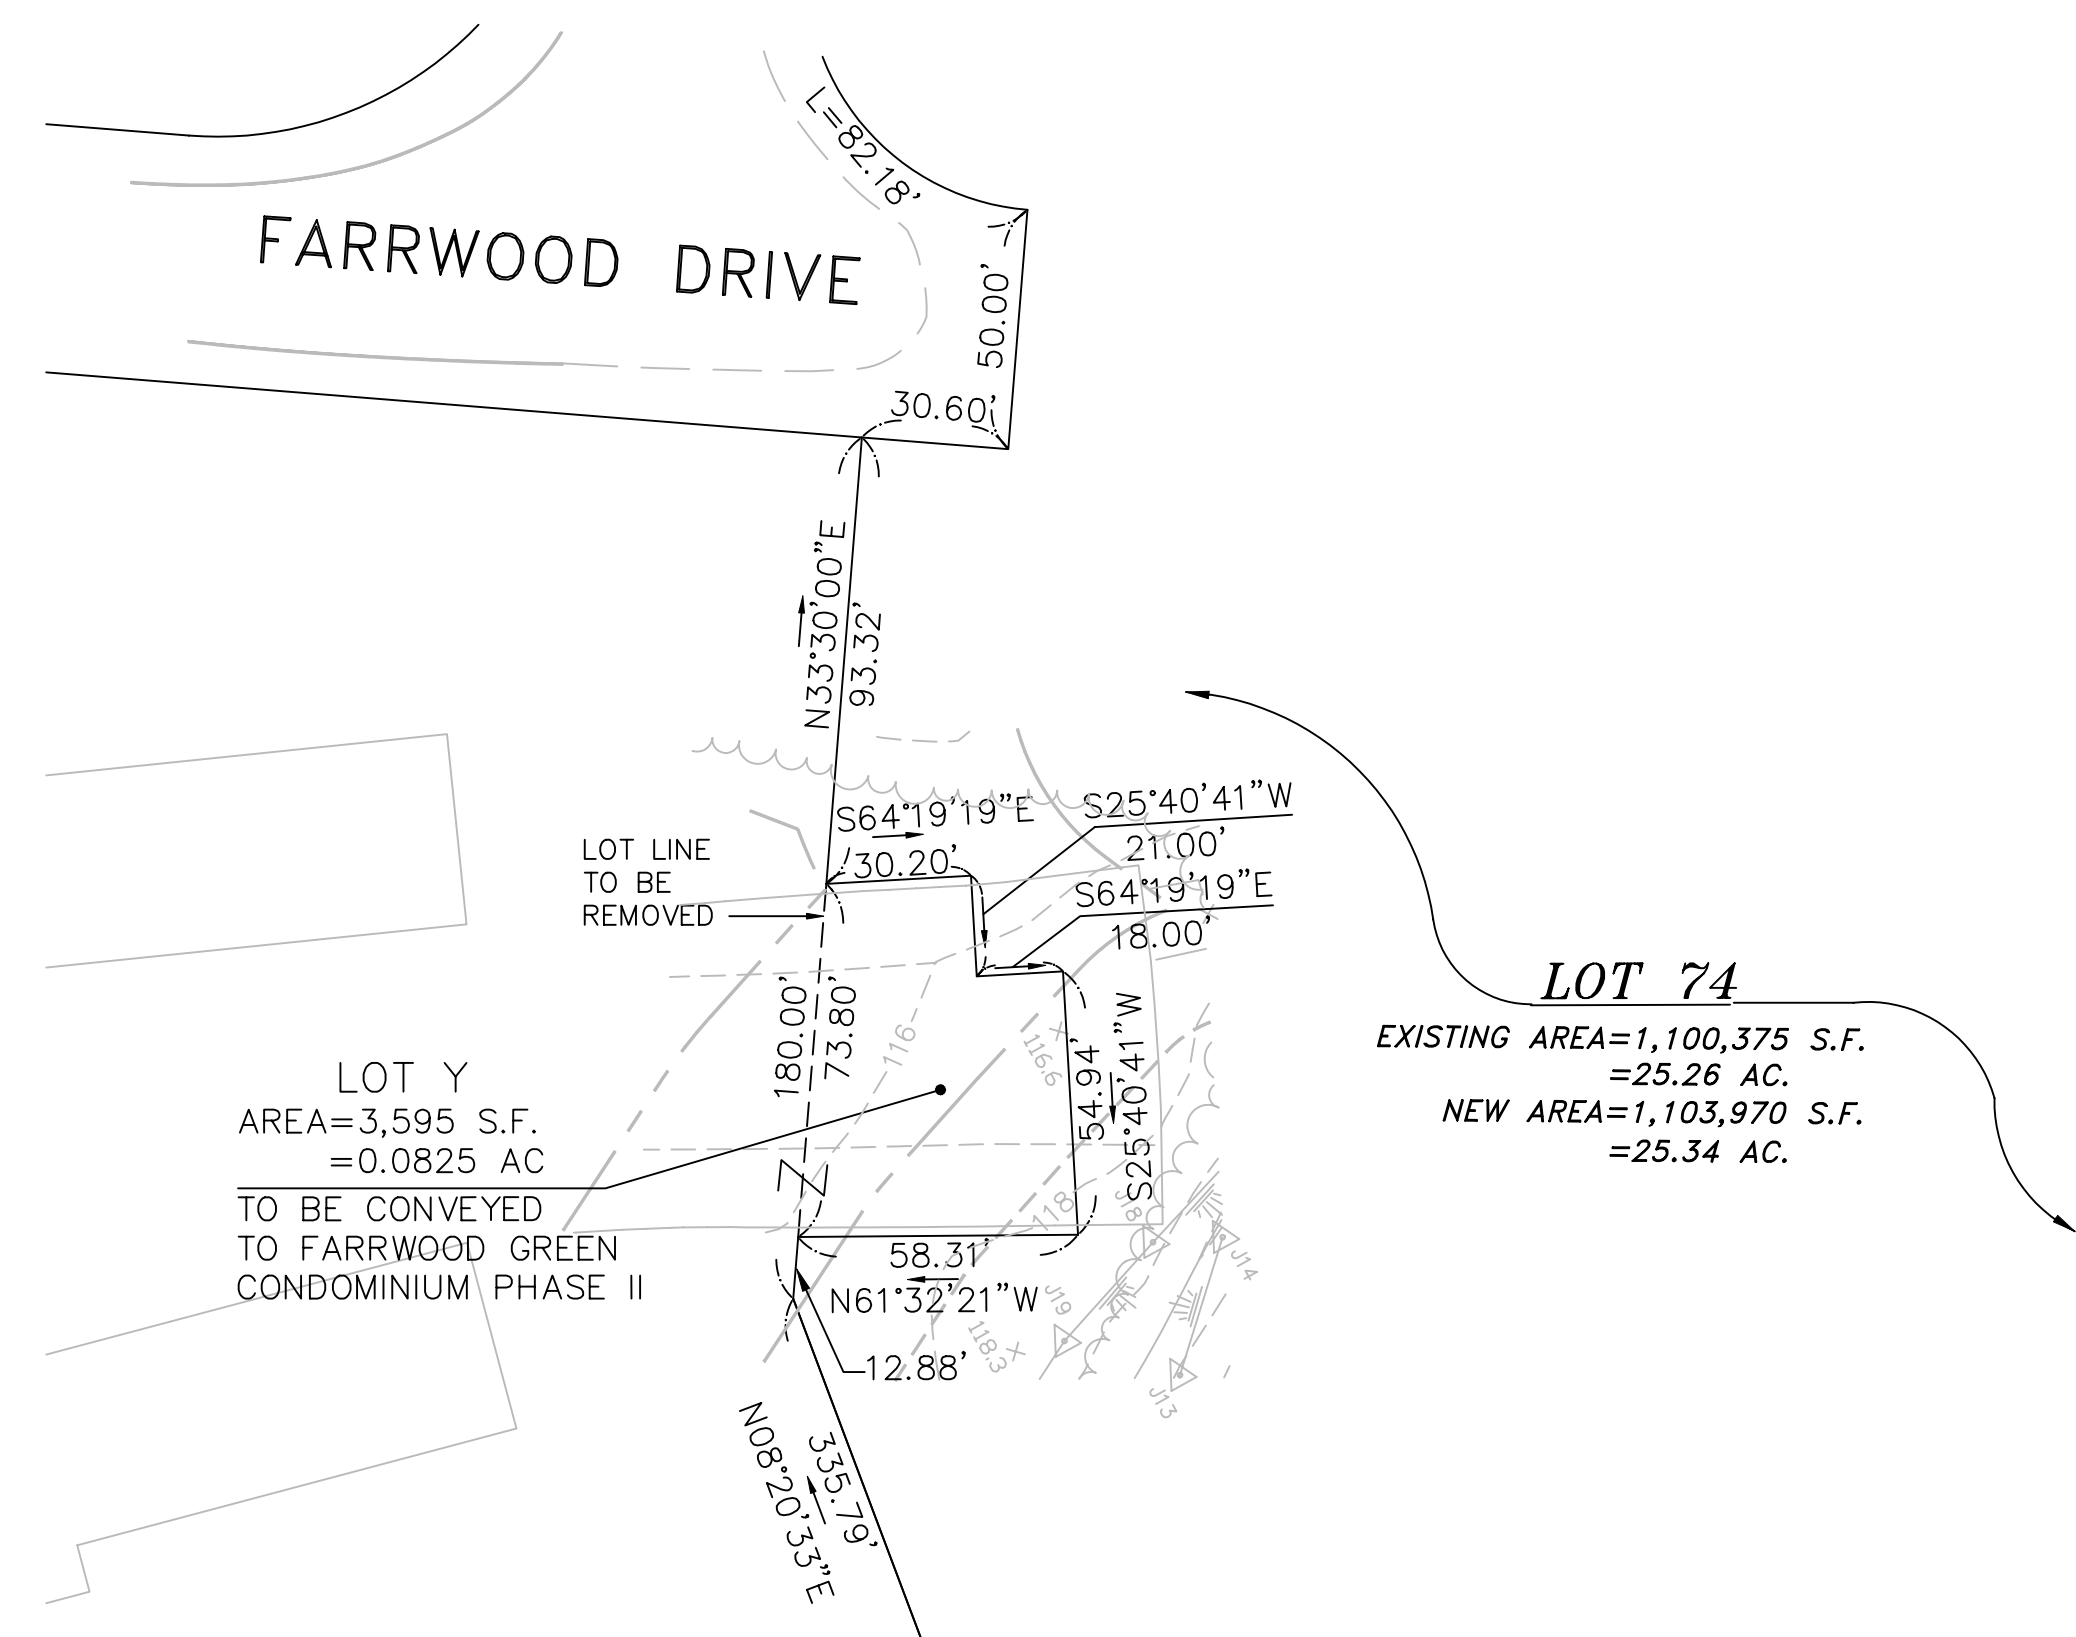 L=82.18'
FARRWOOD DRIVE
50.00'
30.60'
N33°30'00"E
93.32'
S64°19'19"E
30.20'
S25°40'41"W
21.00'
S64°19'19"E
18.00'
LOT LINE
TO BE
REMOVED
180.00'
73.80'
116
116.6
54.94'
S25°40'41"W
LOT 74
EXISTING AREA=1,100,375 S.F.
=25.26 AC.
NEW AREA=1,103,970 S.F.
=25.34 AC.
LOT Y
AREA=3,595 S.F.
=0.0825 AC
TO BE CONVEYED
TO FARRWOOD GREEN
CONDOMINIUM PHASE II
118
J18
J14
58.31'
N61°32'21"W
J19
118.3
12.88'
J13
N08°20'33"E
335.79'